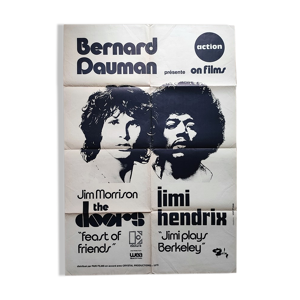 Bernard
Dauman
action
présente
on films
Jim Morrison
the
doors
"feast of
friends"
jimi
hendrix
"Jimi plays
Berkeley"